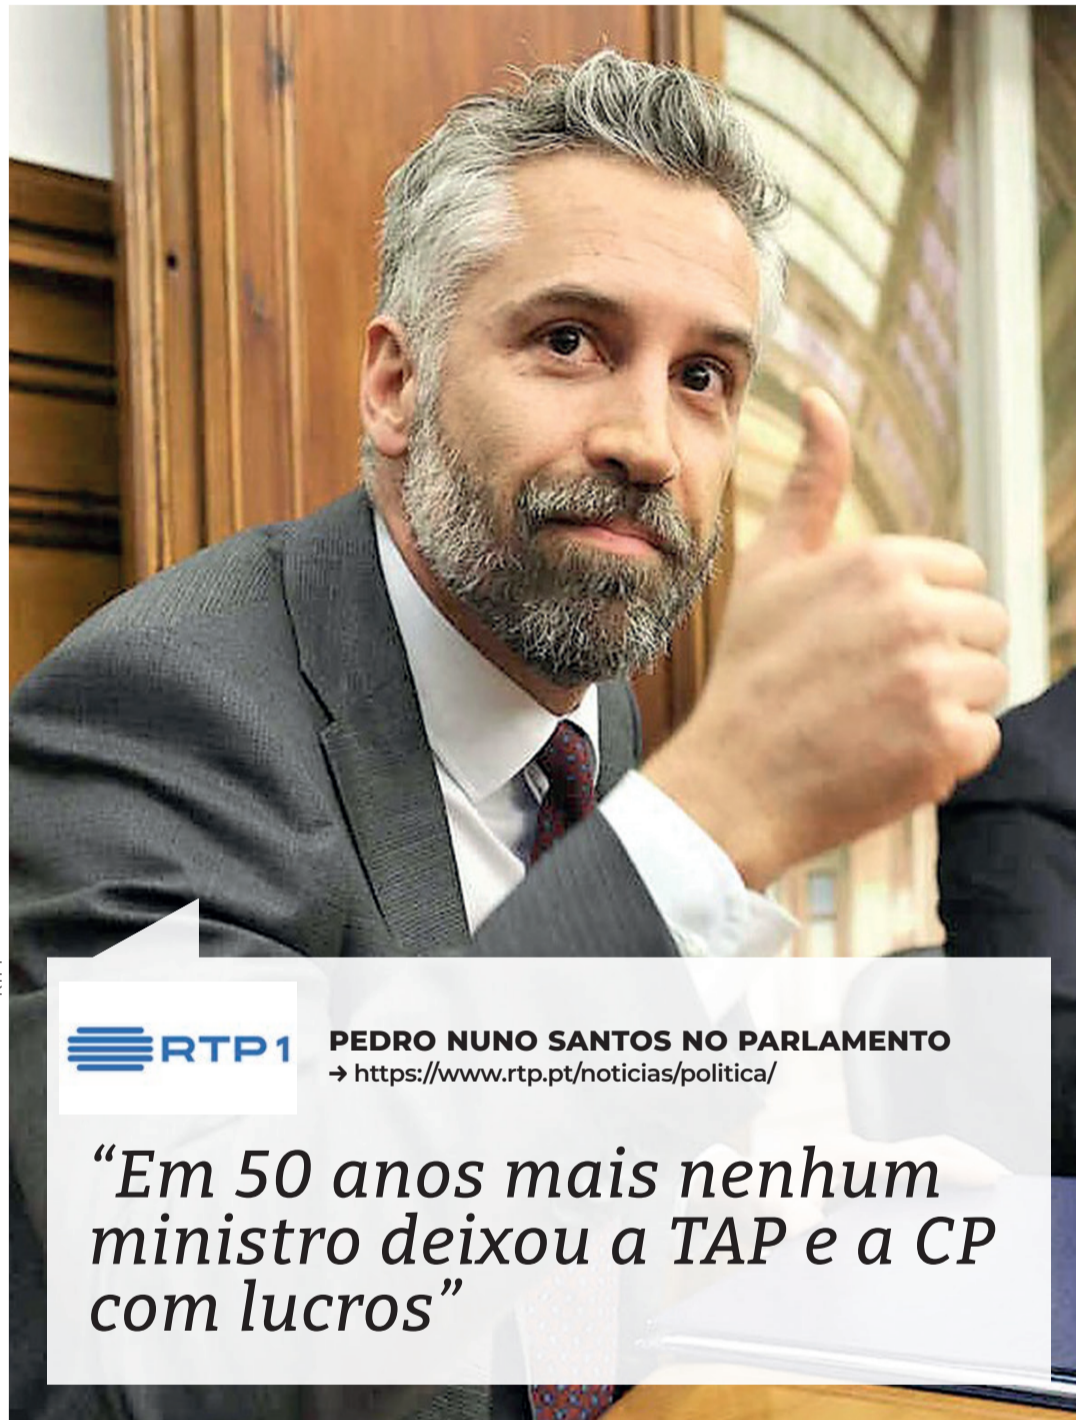 RTP1
PEDRO NUNO SANTOS NO PARLAMENTO
→ https://www.rtp.pt/noticias/politica/
“Em 50 anos mais nenhum
ministro deixou a TAP e a CP
com lucros”